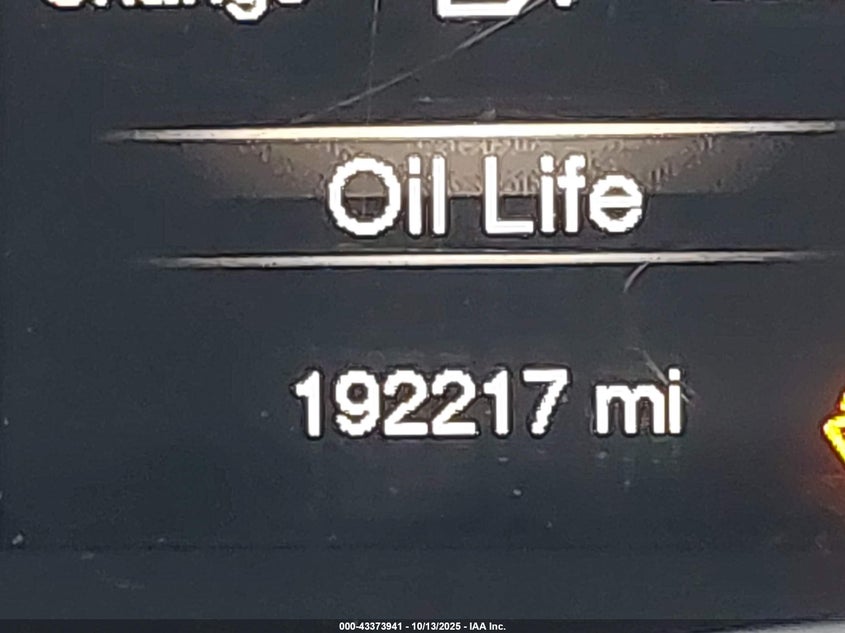 Oil Life
192217 mi
000-43373941 - 10/13/2025 - IAA Inc.